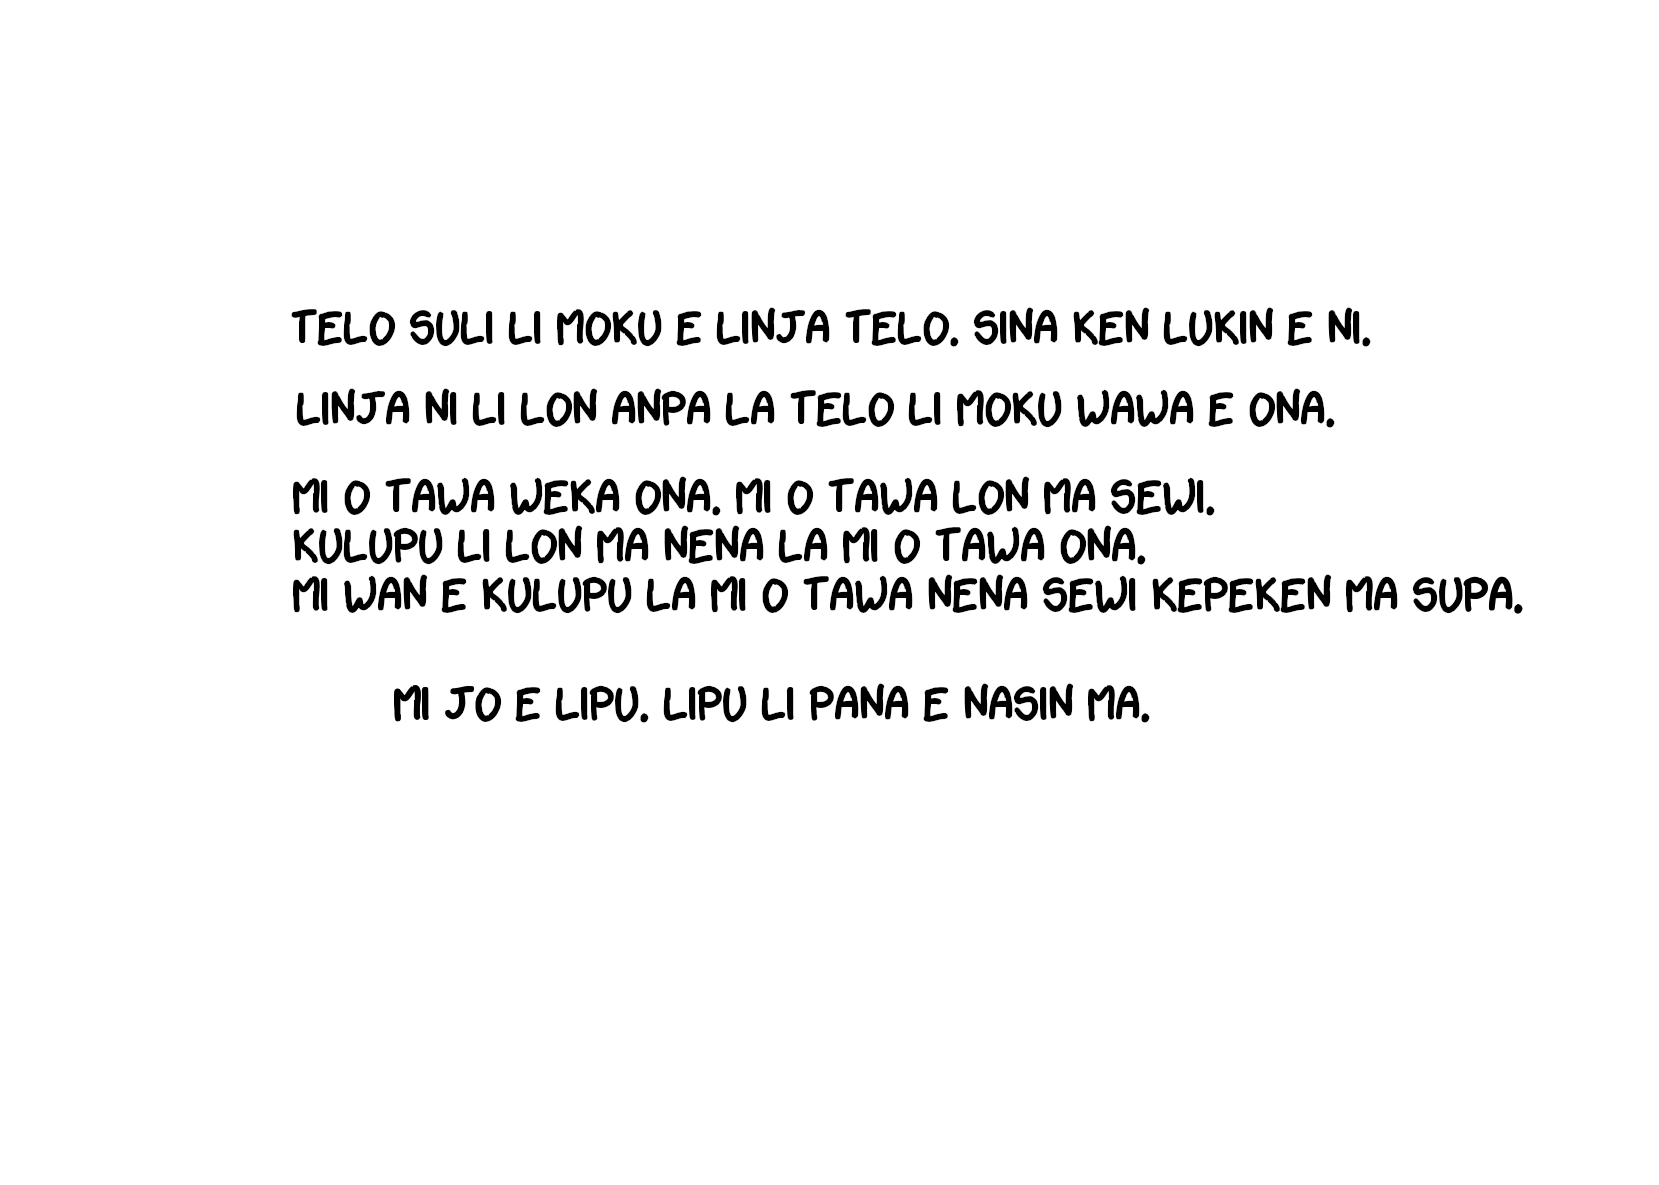 TELO SULI LI MOKU E LINJA TELO. SINA KEN LUKIN E NI.
LINJA NI LI LON ANPA LA TELO LI MOKU WAWA E ONA.
MI O TAWA WEKA ONA. MI O TAWA LON MA SEWI.
KULUPU LI LON MA NENA LA MI O TAWA ONA.
MI WAN E KULUPU LA MI O TAWA NENA SEWI KEPEKEN MA SUPA.
MI JO E LIPU. LIPU LI PANA E NASIN MA.